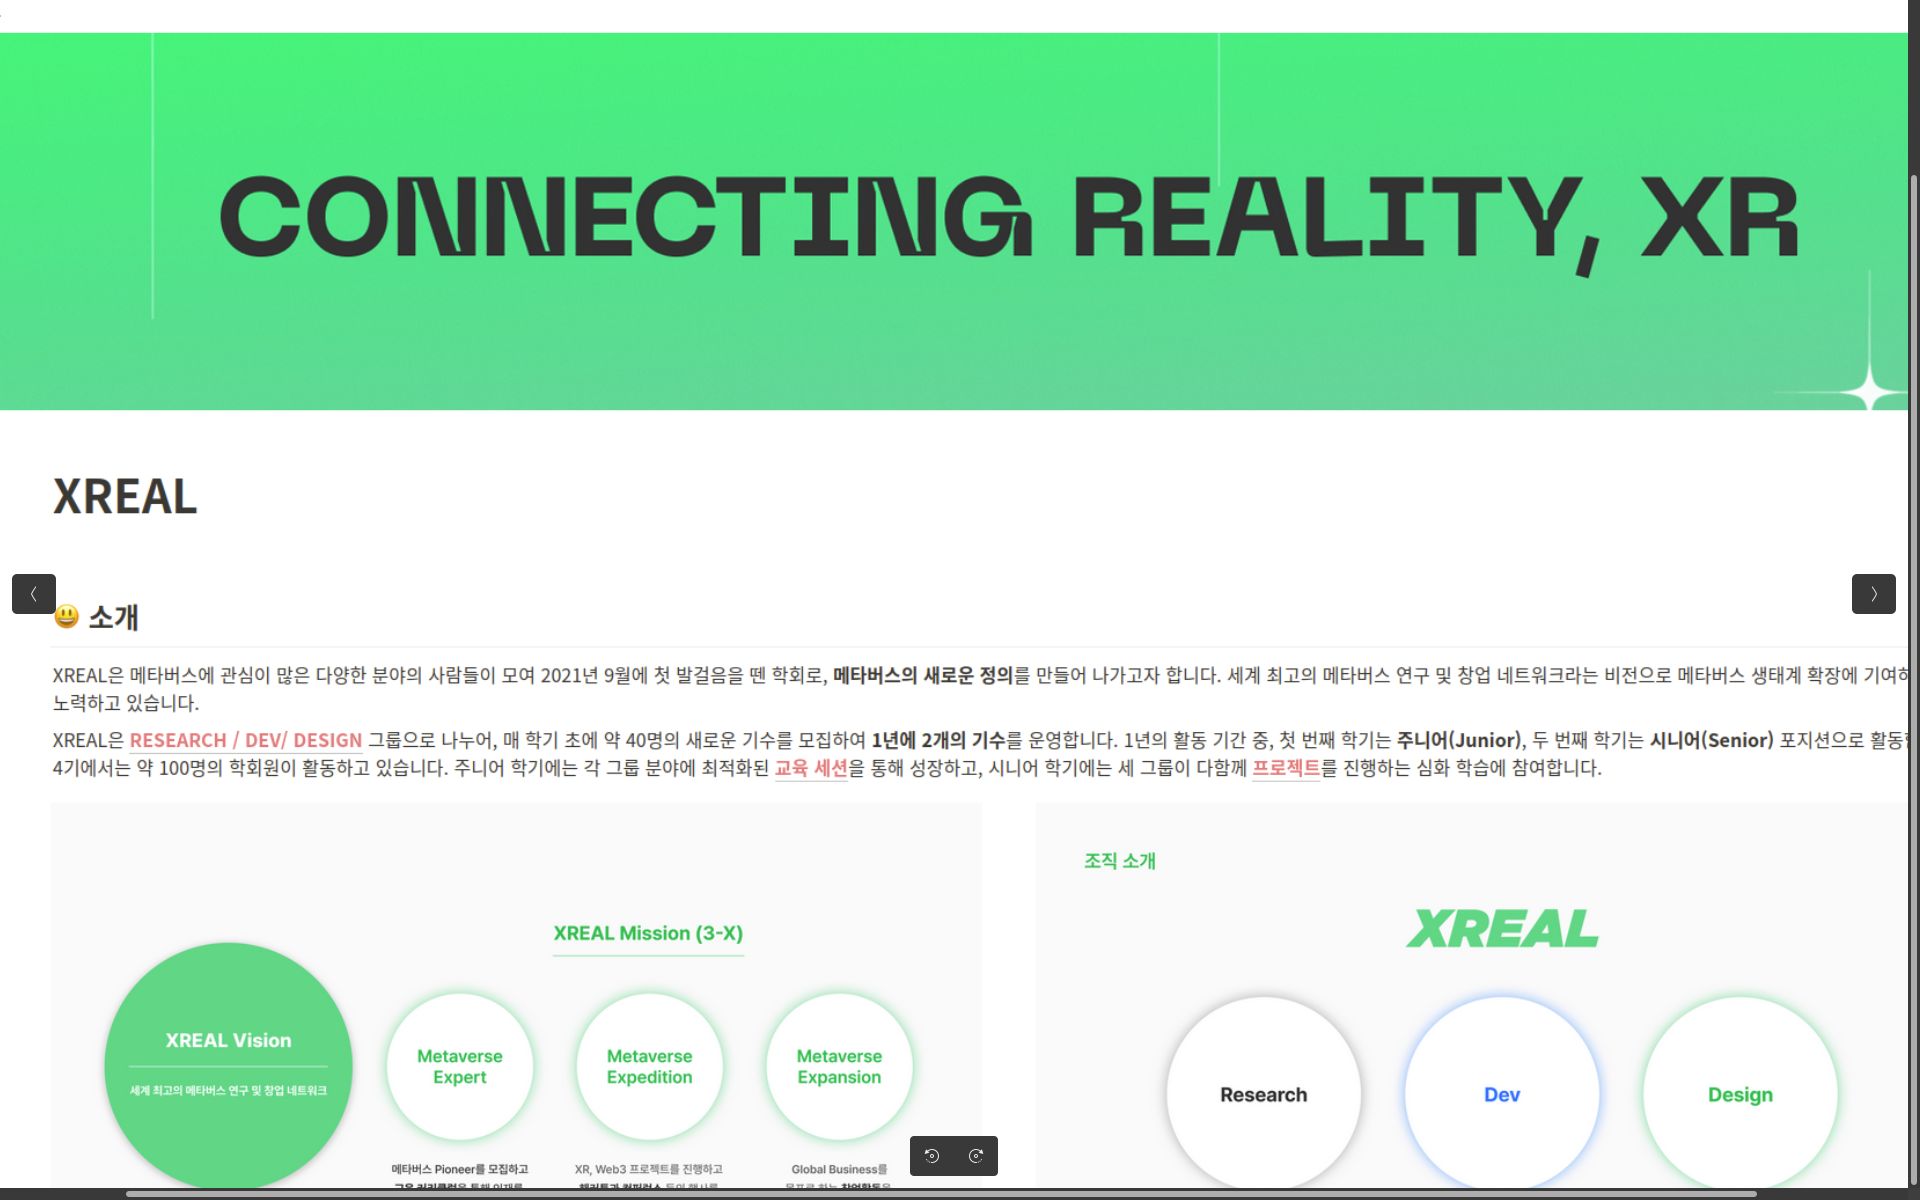 CONNECTING REALITY, XR
XREAL
😃 소개
XREAL은 메타버스에 관심이 많은 다양한 분야의 사람들이 모여 2021년 9월에 첫 발걸음을 뗀 학회로, 메타버스의 새로운 정의를 만들어 나가고자 합니다. 세계 최고의 메타버스 연구 및 창업 네트워크라는 비전으로 메타버스 생태계 확장에
노력하고 있습니다.
XREAL은 RESEARCH / DEV/ DESIGN 그룹으로 나누어, 매 학기 초에 약 40명의 새로운 기수를 모집하여 1년에 2개의 기수를 운영합니다. 1년의 활동 기간 중, 첫 번째 학기는 주니어(Junior), 두 번째 학기는 시니어(Senior) 포지션으로
4기에서는 약 100명의 학회원이 활동하고 있습니다. 주니어 학기에는 각 그룹 분야에 최적화된 교육 세션을 통해 성장하고, 시니어 학기에는 세 그룹이 다함께 프로젝트를 진행하는 심화 학습에 참여합니다.
XREAL Mission (3-X)
XREAL Vision
세계 최고의 메타버스 연구 및 창업 네트워크
Metaverse
Expert
Metaverse
Expedition
Metaverse
Expansion
메타버스 Pioneer를 모집하고
XR, Web3 프로젝트를 진행하고
Global Business를
조직 소개
XREAL
Research
Dev
Design